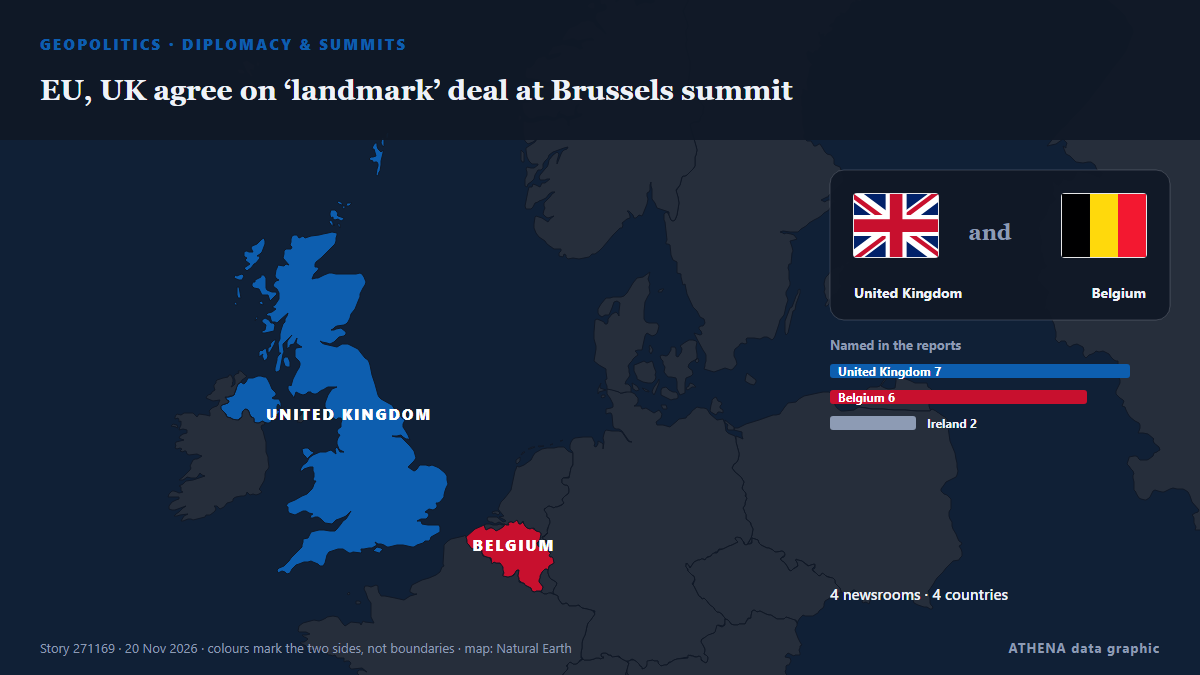 GEOPOLITICS · DIPLOMACY & SUMMITS
EU, UK agree on ‘landmark’ deal at Brussels summit
and
United Kingdom
Belgium
Named in the reports
United Kingdom 7
Belgium 6
Ireland 2
UNITED KINGDOM
BELGIUM
4 newsrooms · 4 countries
Story 271169 · 20 Nov 2026 · colours mark the two sides, not boundaries · map: Natural Earth
ATHENA data graphic